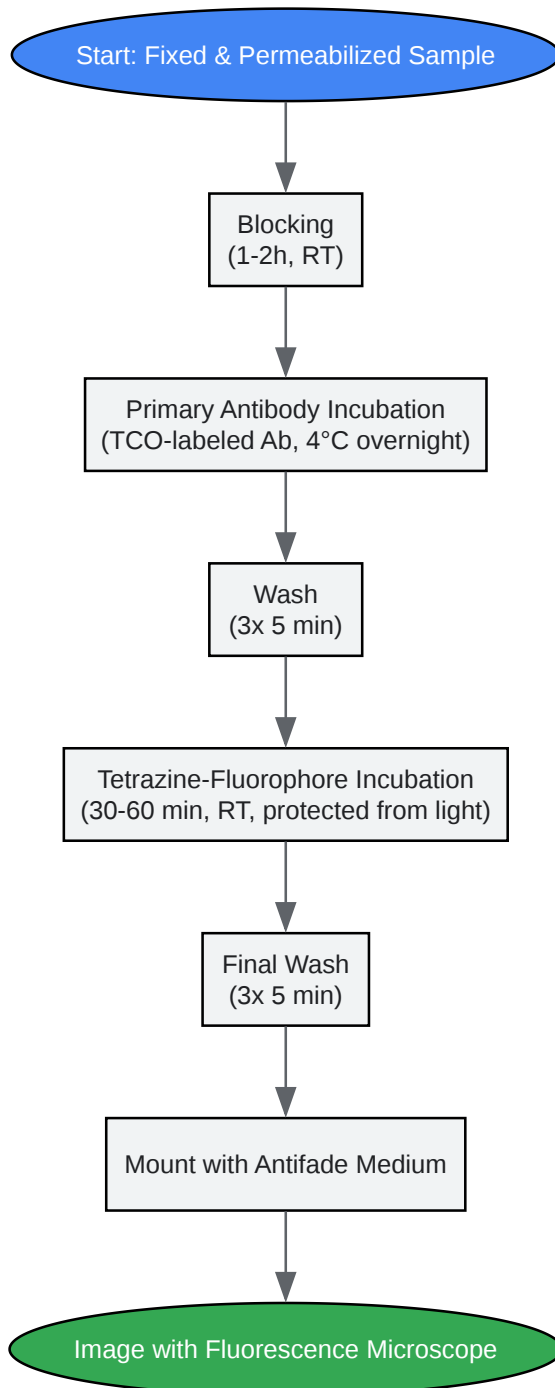 Start: Fixed & Permeabilized Sample
Blocking
(1-2h, RT)
Primary Antibody Incubation
(TCO-labeled Ab, 4°C overnight)
Wash
(3x 5 min)
Tetrazine-Fluorophore Incubation
(30-60 min, RT, protected from light)
Final Wash
(3x 5 min)
Mount with Antifade Medium
Image with Fluorescence Microscope